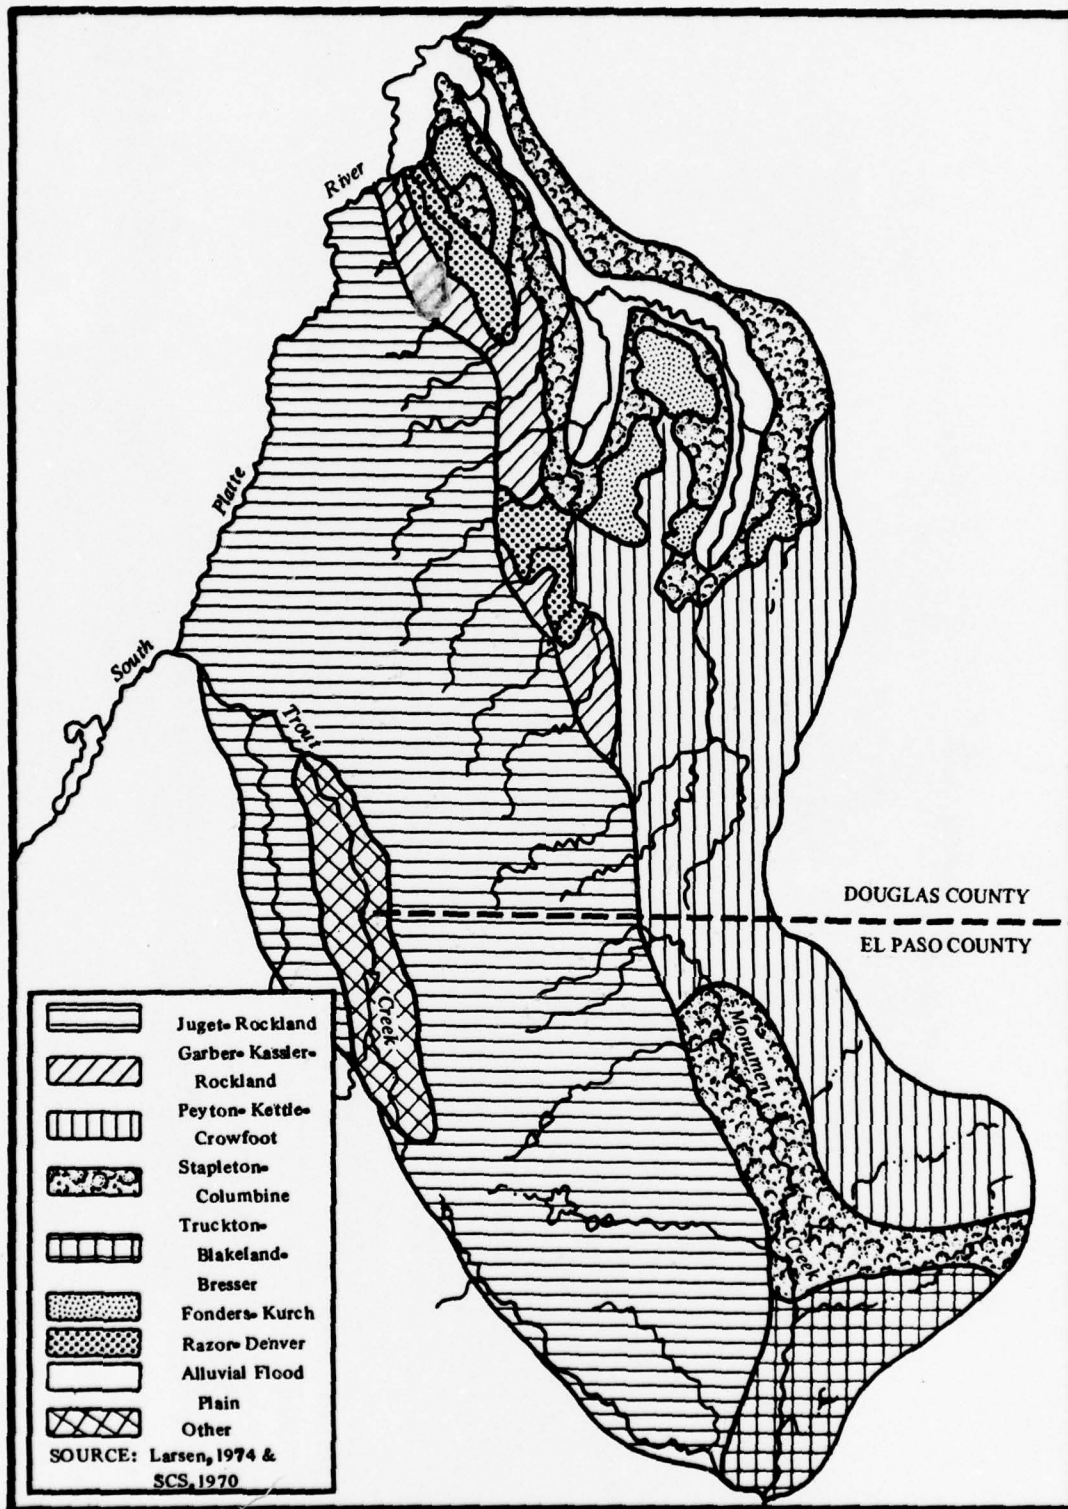 River
Platte
South
Trout
DOUGLAS COUNTY
EL PASO COUNTY
Creek
Monument
Creek
Juget-Rockland
Garber-Kassler-
Rockland
Peyton-Kettle-
Crowfoot
Stapleton-
Columbine
Truckton-
Blakeland-
Bresser
Fonders-Kurch
Razor-Denver
Alluvial Flood
Plain
Other
SOURCE: Larsen, 1974 &
SCS, 1970